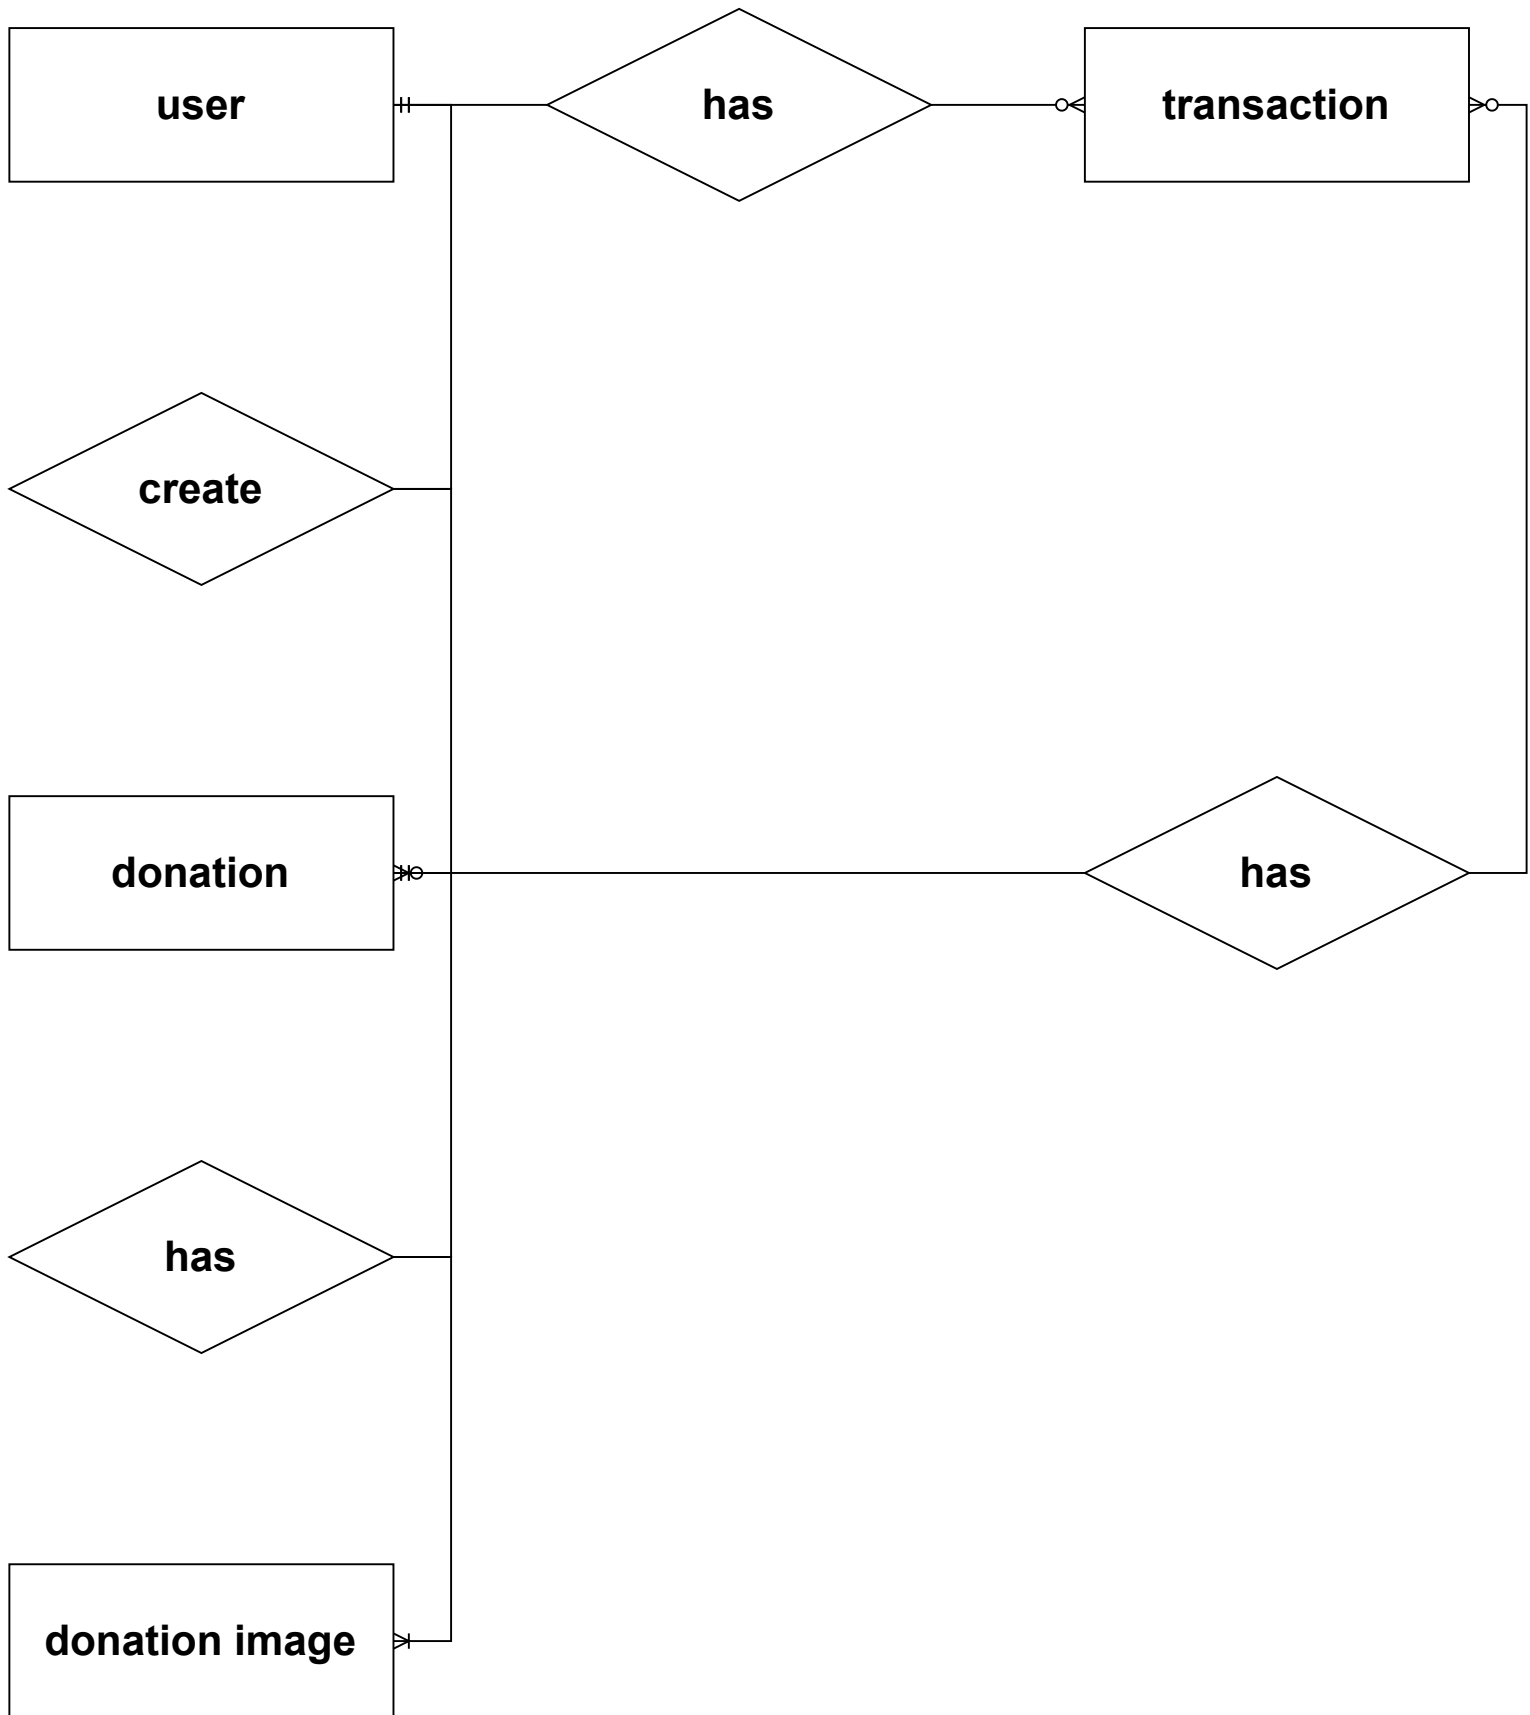 user
has
transaction
create
donation
has
has
donation image